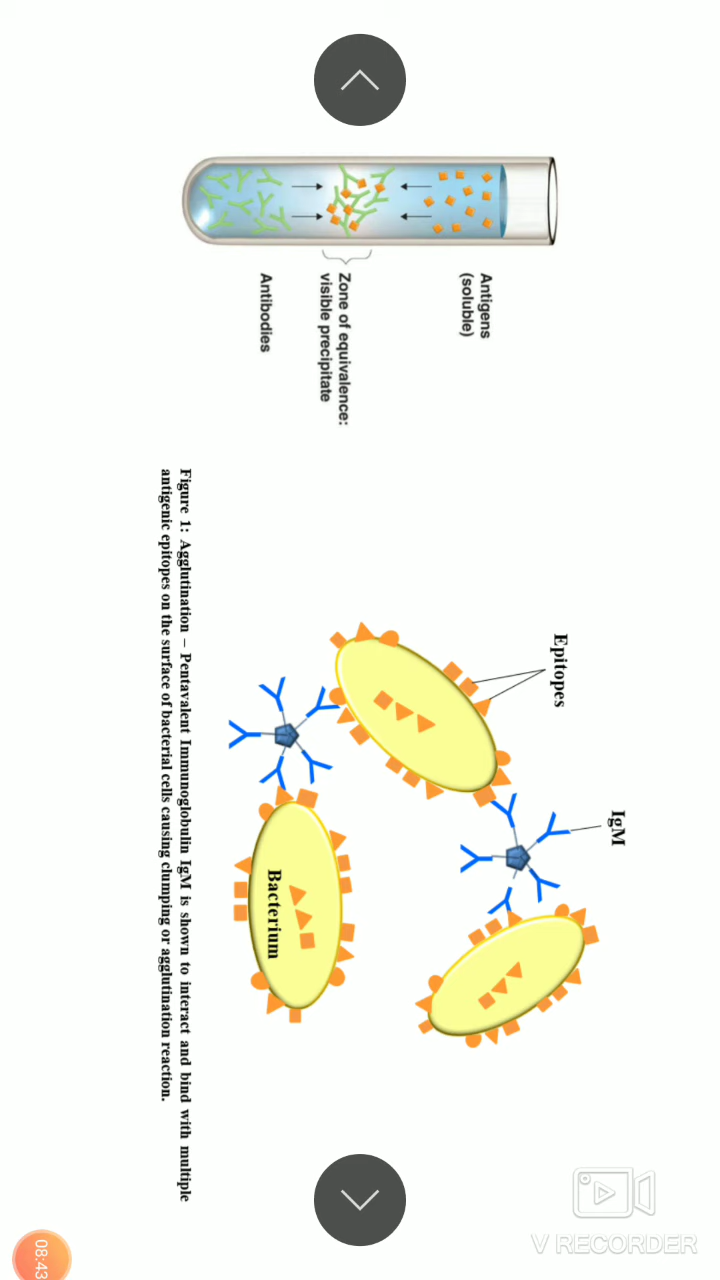 Antigens
(soluble)
Zone of equivalence:
visible precipitate
Antibodies
Epitopes
IgM
Bacterium
Figure 1: Agglutination – Pentavalent Immunoglobulin IgM is shown to interact and bind with multiple
antigenic epitopes on the surface of bacterial cells causing clumping or agglutination reaction.
V RECORDER
08:43